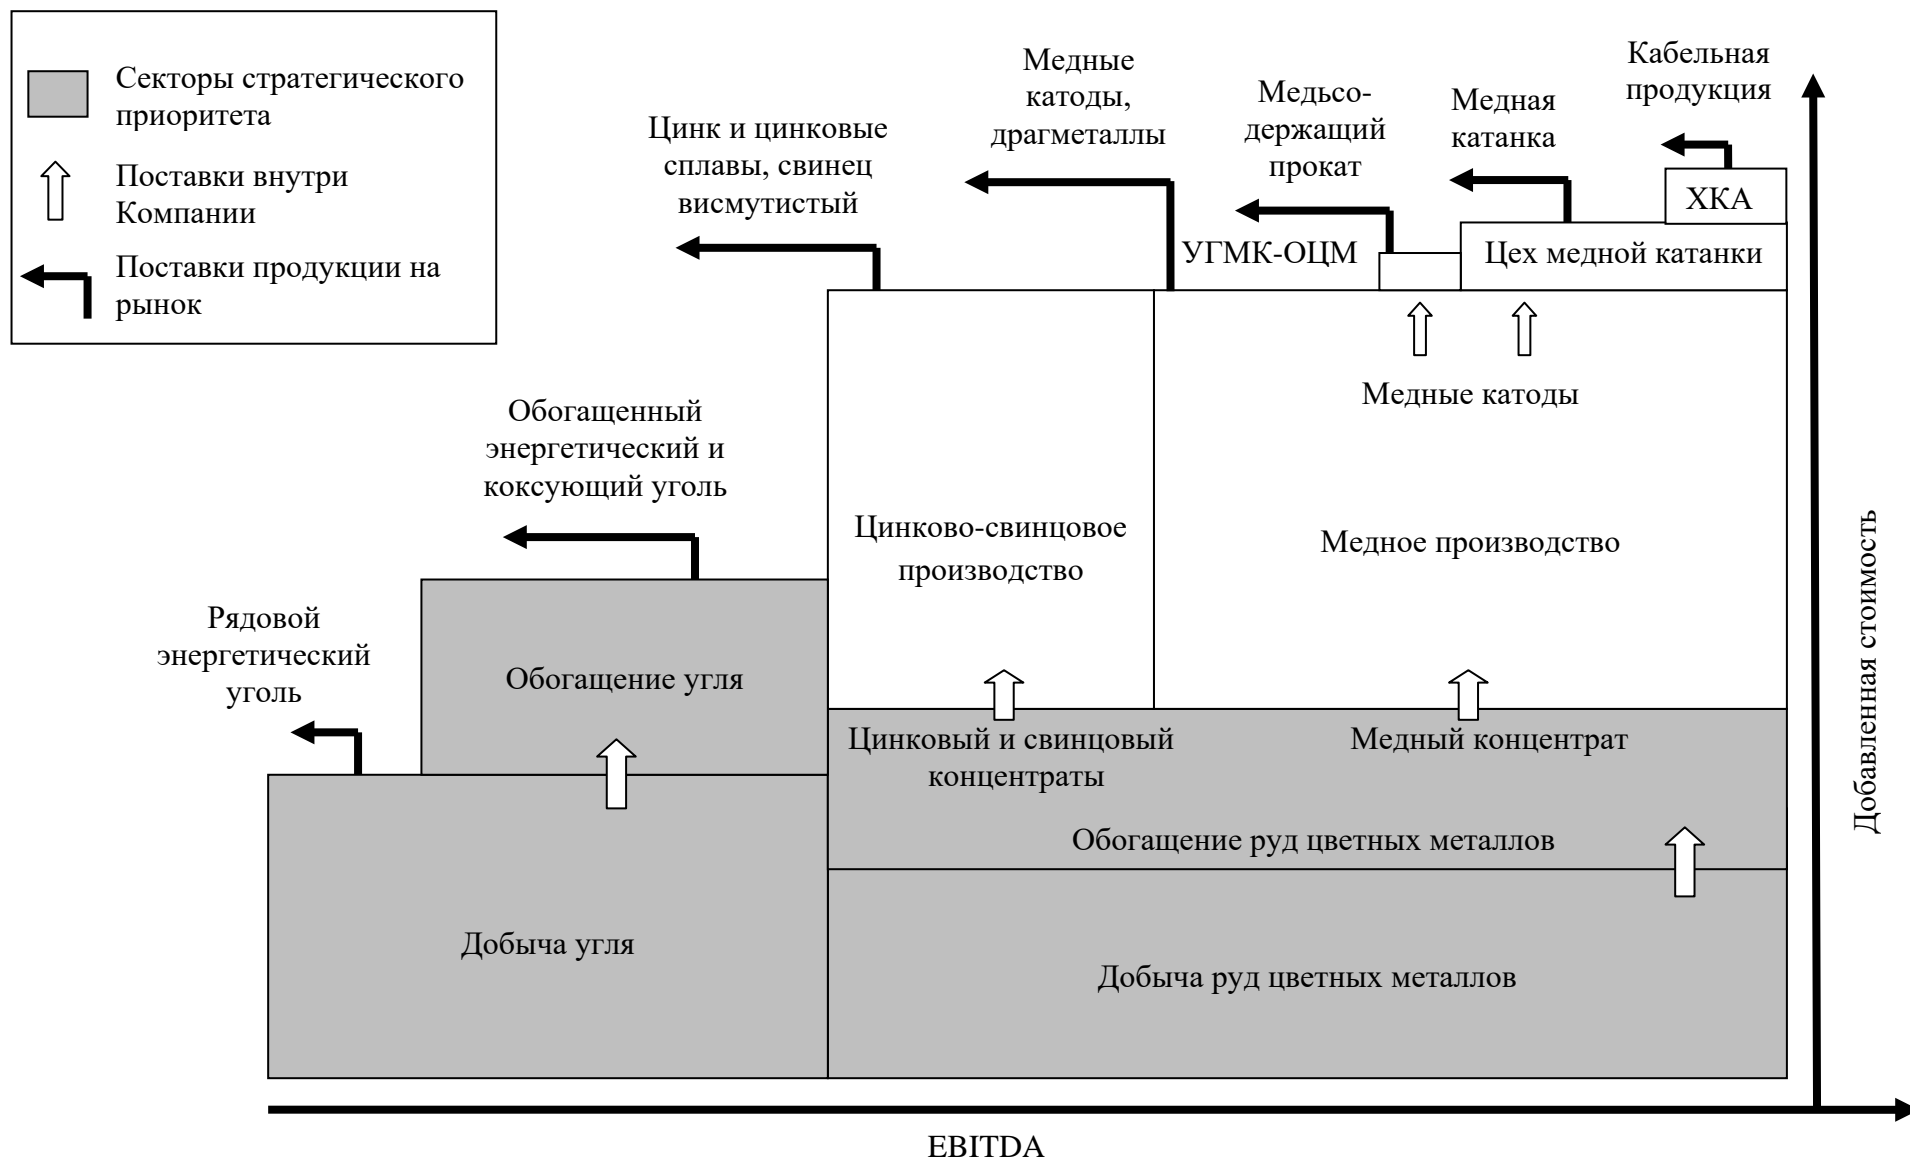 Секторы стратегического
приоритета
Поставки внутри
Компании
Поставки продукции на
рынок
Кабельная
продукция
Медные
катоды,
драгметаллы
Медьсо-
держащий
прокат
Медная
катанка
Цинк и цинковые
сплавы, свинец
висмутистый
ХКА
УГМК-ОЦМ
Цех медной катанки
Медные катоды
Обогащенный
энергетический и
коксующий уголь
Цинково-свинцовое
производство
Медное производство
Рядовой
энергетический
уголь
Обогащение угля
Цинковый и свинцовый
концентраты
Медный концентрат
Обогащение руд цветных металлов
Добыча угля
Добыча руд цветных металлов
Добавленная стоимость
EBITDA